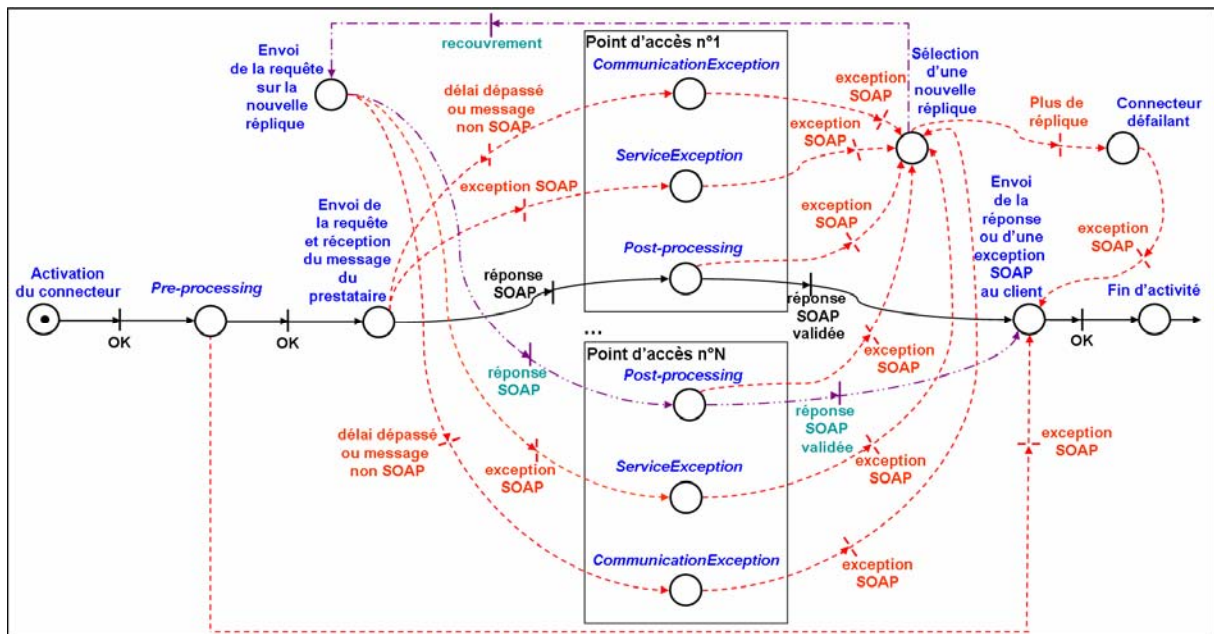 Envoi
de la requête
sur la
nouvelle
réplique
recouvrement
Point d'accès n°1
CommunicationException
délai dépassé
ou message
non SOAP
exception
SOAP
Sélection
d'une
nouvelle
réplique
Plus de
réplique
Connecteur
défailant
exception
SOAP
ServiceException
exception SOAP
Envoi de
la requête
et réception
du message
du
prestataire
Post-processing
exception
SOAP
Envoi
de la
réponse
ou d'une
exception
SOAP
au client
exception
SOAP
Activation
du connecteur
Pre-processing
réponse
SOAP
réponse
SOAP
validée
Fin d'activité
OK
OK
OK
...
Point d'accès n°N
Post-processing
réponse
SOAP
exception
SOAP
exception
SOAP
réponse
SOAP
validée
délai dépassé
ou message
non SOAP
exception
SOAP
ServiceException
exception
SOAP
exception
SOAP
CommunicationException
exception
SOAP